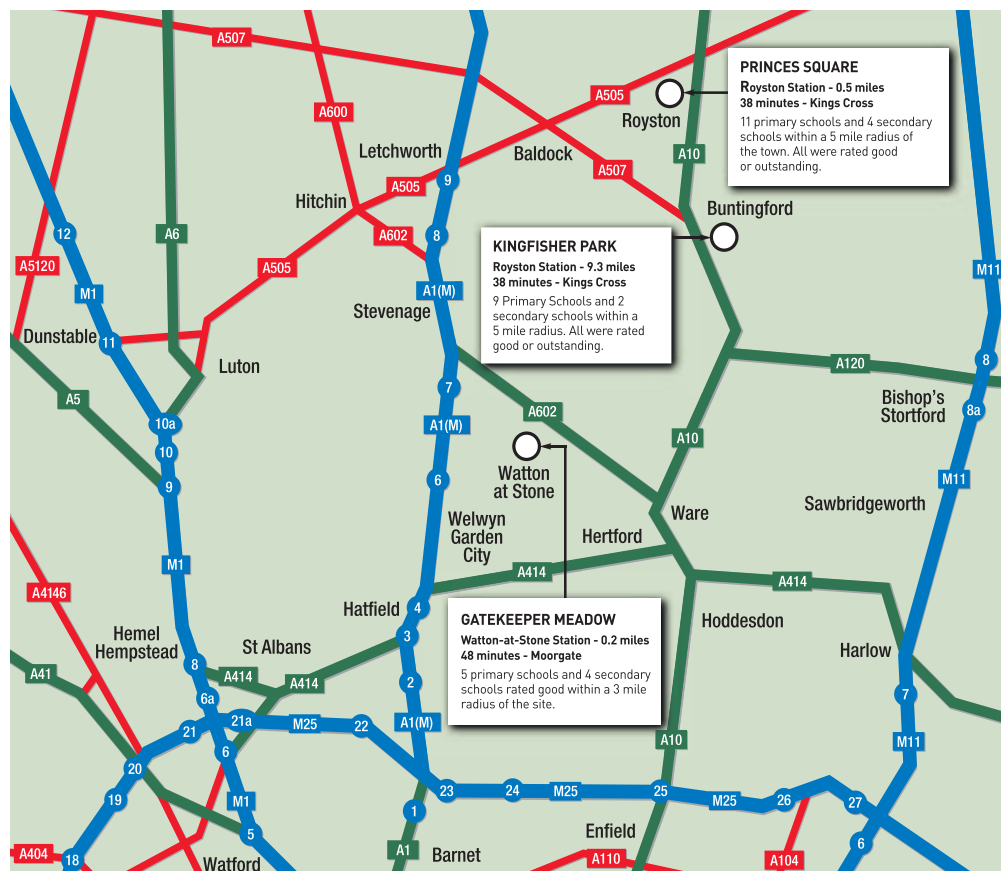 A507
A600
A505
Royston
PRINCES SQUARE
Royston Station - 0.5 miles
38 minutes - Kings Cross
11 primary schools and 4 secondary
schools within a 5 mile radius of
the town. All were rated good
or outstanding.
Letchworth
Baldock
A10
A507
A505
9
Hitchin
Buntingford
12
A6
A602
8
KINGFISHER PARK
Royston Station - 9.3 miles
38 minutes - Kings Cross
9 Primary Schools and 2
secondary schools within a
5 mile radius. All were rated
good or outstanding.
A5120
A505
M11
M1
A1(M)
Stevenage
Dunstable
11
Luton
8
A120
7
A5
Bishop's
Stortford
8a
A602
10a
A1(M)
A10
10
Watton
at Stone
6
M11
9
Sawbridgeworth
Ware
Welwyn
Garden
City
Hertford
M1
A414
A414
A4146
Hatfield
4
GATEKEEPER MEADOW
Watton-at-Stone Station - 0.2 miles
48 minutes - Moorgate
5 primary schools and 4 secondary
schools rated good within a 3 mile
radius of the site.
Hoddesdon
Hemel
Hempstead
St Albans
3
Harlow
8
A41
A414
A414
2
6a
7
21
21a
M25
22
A1(M)
A10
M11
6
20
23
24
M25
25
M25
26
27
19
M1
1
5
Enfield
6
A404
18
Watford
A1
Barnet
A110
A104